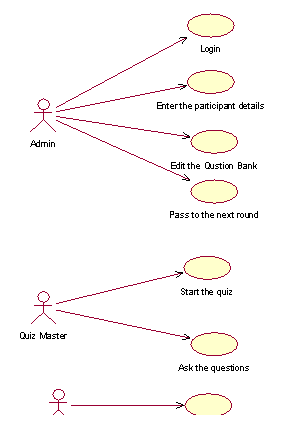 Login
Enter the participant details
Admin
Edit the Qustion Bank
Pass to the next round
Start the quiz
Quiz Master
Ask the questions